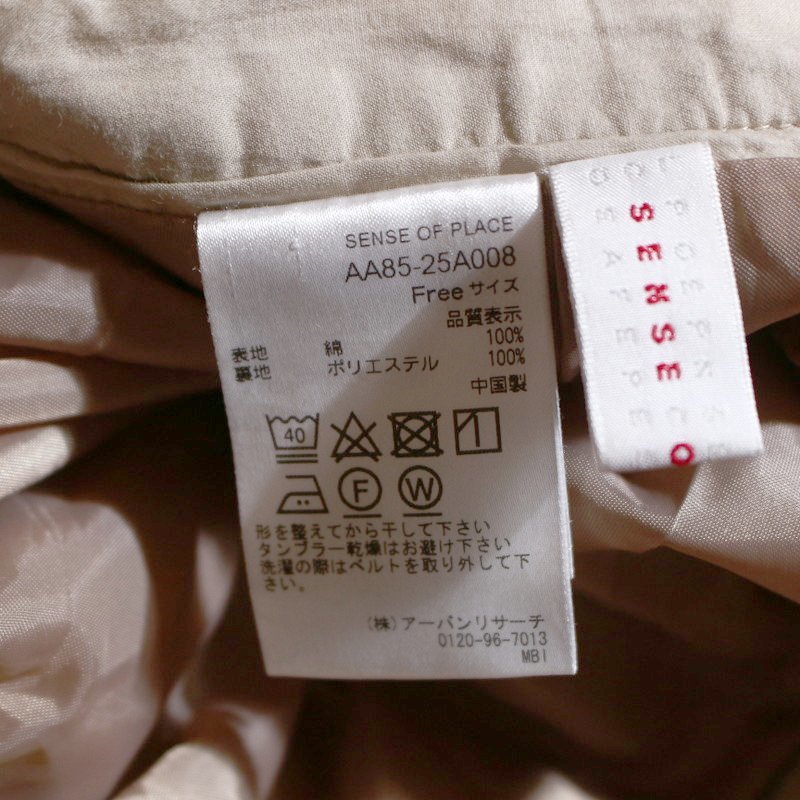 SENSE OF PLACE
AA85-25A008
Freeサイズ
品質表示
表地 綿 100%
裏地 ポリエステル 100%
中国製
40
F W
形を整えてから干して下さい
タンブラー乾燥はお避け下さい
洗濯の際はベルトを取り外して下
さい。
(株)アーバンリサーチ
0120-96-7013
MBI
SENSE O